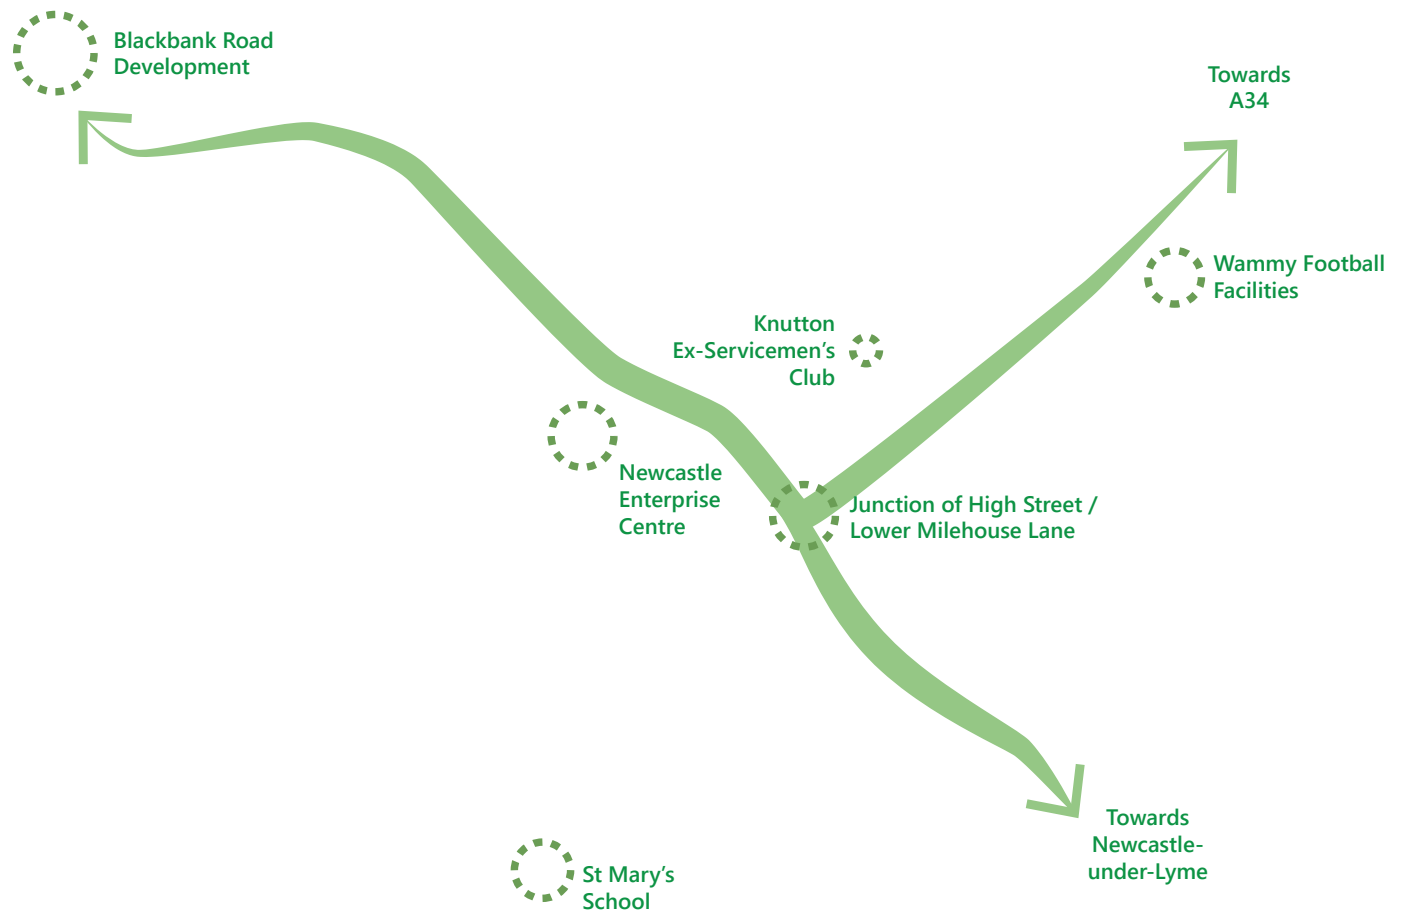 Blackbank Road
Development
Towards
A34
Wammy Football
Facilities
Knutton
Ex-Servicemen's
Club
Newcastle
Enterprise
Centre
Junction of High Street /
Lower Milehouse Lane
Towards
Newcastle-
under-Lyme
St Mary's
School